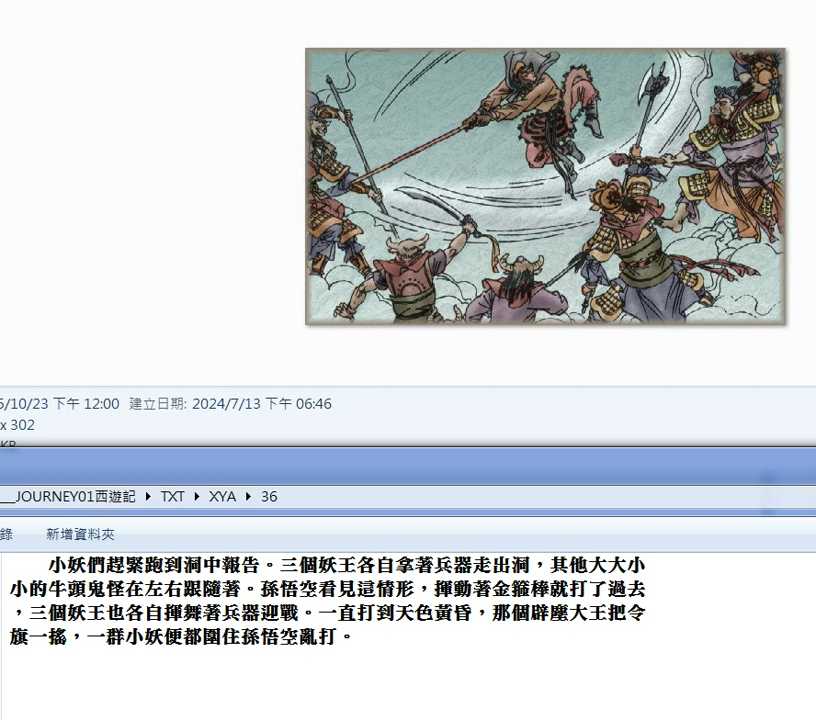 5/10/23 下午 12:00 建立日期: 2024/7/13 下午 06:46
x 302
KB
__JOURNEY01西遊記 ▸ TXT ▸ XYA ▸ 36
錄 新增資料夾
小妖們趕緊跑到洞中報告。三個妖王各自拿著兵器走出洞，其他大大小
小的牛頭鬼怪在左右跟隨著。孫悟空看見這情形，揮動著金箍棒就打了過去
，三個妖王也各自揮舞著兵器迎戰。一直打到天色黃昏，那個辟塵大王把令
旗一搖，一群小妖便都圍住孫悟空亂打。